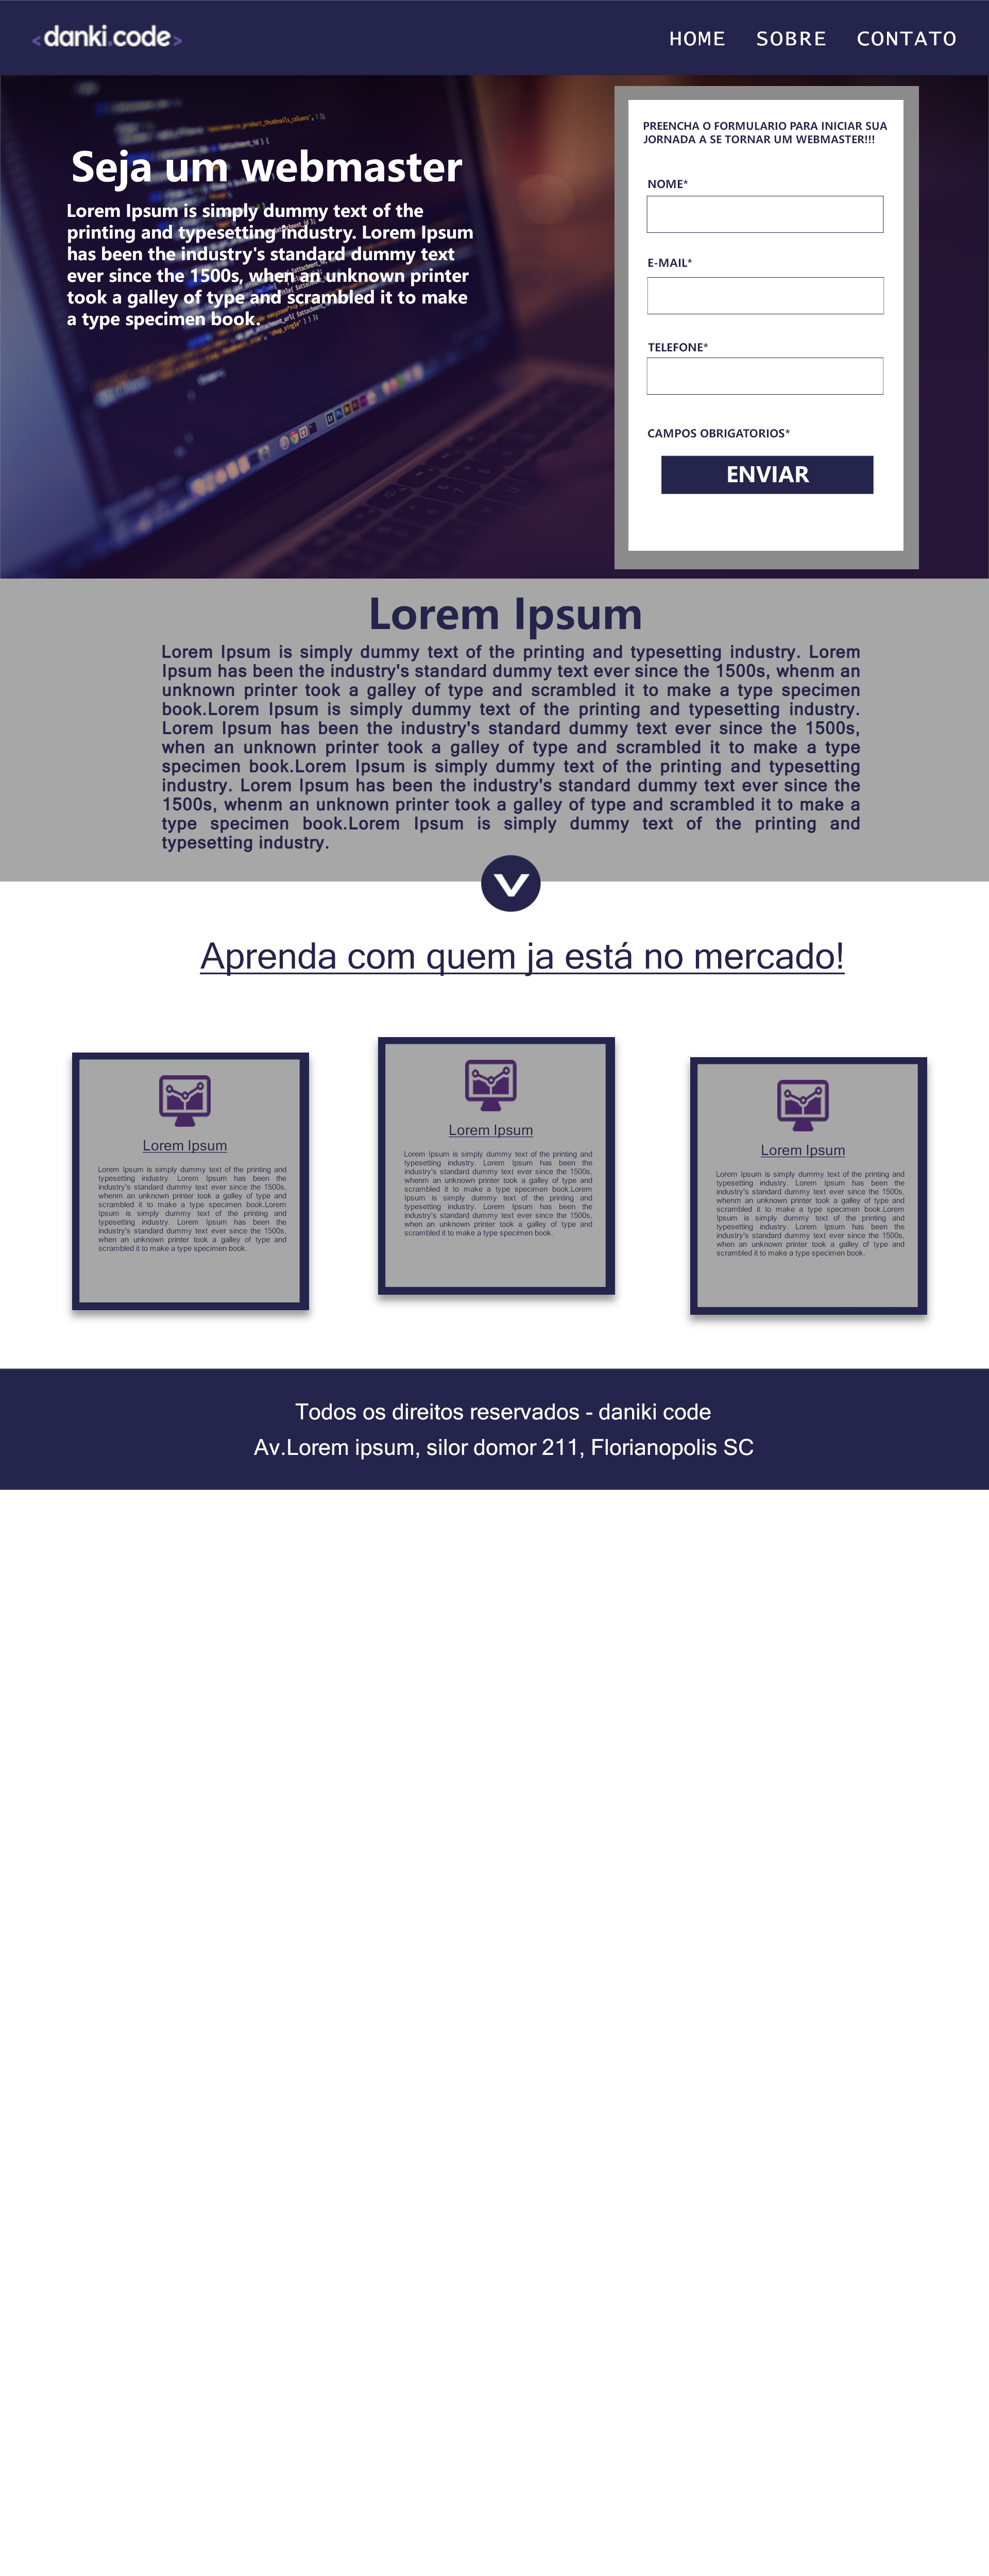 <danki.code>
HOME SOBRE CONTATO
Seja um webmaster
Lorem Ipsum is simply dummy text of the
printing and typesetting industry. Lorem Ipsum
has been the industry's standard dummy text
ever since the 1500s, when an unknown printer
took a galley of type and scrambled it to make
a type specimen book.
PREENCHA O FORMULARIO PARA INICIAR SUA
JORNADA A SE TORNAR UM WEBMASTER!!!
NOME*
E-MAIL*
TELEFONE*
CAMPOS OBRIGATORIOS*
ENVIAR
Lorem Ipsum
Lorem Ipsum is simply dummy text of the printing and typesetting industry. Lorem
Ipsum has been the industry's standard dummy text ever since the 1500s, whenm an
unknown printer took a galley of type and scrambled it to make a type specimen
book.Lorem Ipsum is simply dummy text of the printing and typesetting industry.
Lorem Ipsum has been the industry's standard dummy text ever since the 1500s,
when an unknown printer took a galley of type and scrambled it to make a type
specimen book.Lorem Ipsum is simply dummy text of the printing and typesetting
industry. Lorem Ipsum has been the industry's standard dummy text ever since the
1500s, whenm an unknown printer took a galley of type and scrambled it to make a
type specimen book.Lorem Ipsum is simply dummy text of the printing and
typesetting industry.
Aprenda com quem ja está no mercado!
Lorem Ipsum
Lorem Ipsum is simply dummy text of the printing and
typesetting industry. Lorem Ipsum has been the
industry's standard dummy text ever since the 1500s,
whenm an unknown printer took a galley of type and
scrambled it to make a type specimen book.Lorem
Ipsum is simply dummy text of the printing and
typesetting industry. Lorem Ipsum has been the
industry's standard dummy text ever since the 1500s,
when an unknown printer took a galley of type and
scrambled it to make a type specimen book.
Lorem Ipsum
Lorem Ipsum is simply dummy text of the printing and
typesetting industry. Lorem Ipsum has been the
industry's standard dummy text ever since the 1500s,
whenm an unknown printer took a galley of type and
scrambled it to make a type specimen book.Lorem
Ipsum is simply dummy text of the printing and
typesetting industry. Lorem Ipsum has been the
industry's standard dummy text ever since the 1500s,
when an unknown printer took a galley of type and
scrambled it to make a type specimen book.
Lorem Ipsum
Lorem Ipsum is simply dummy text of the printing and
typesetting industry. Lorem Ipsum has been the
industry's standard dummy text ever since the 1500s,
whenm an unknown printer took a galley of type and
scrambled it to make a type specimen book.Lorem
Ipsum is simply dummy text of the printing and
typesetting industry. Lorem Ipsum has been the
industry's standard dummy text ever since the 1500s,
when an unknown printer took a galley of type and
scrambled it to make a type specimen book.
Todos os direitos reservados - daniki code
Av.Lorem ipsum, silor domor 211, Florianopolis SC